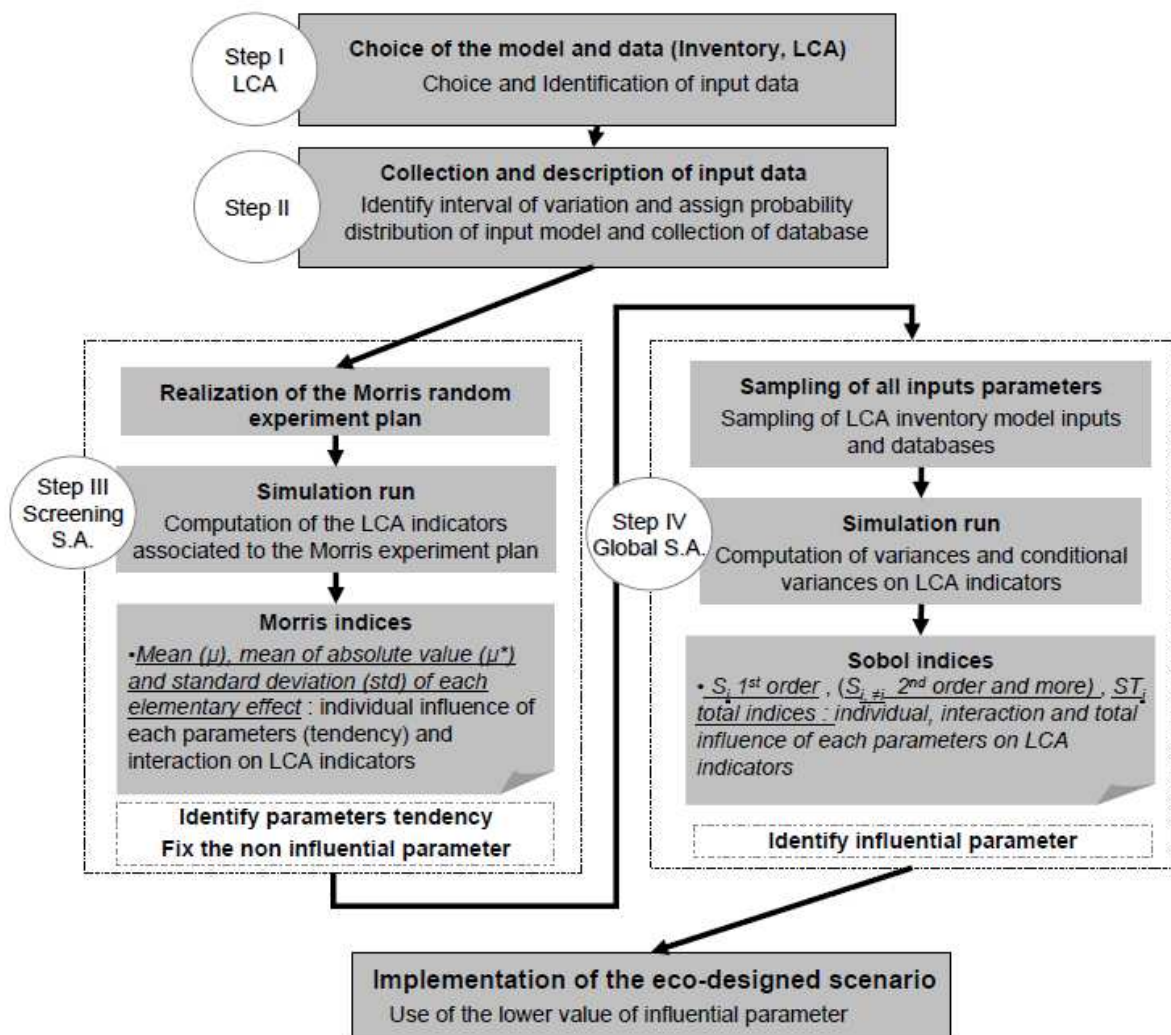 Step I
LCA
Choice of the model and data (Inventory, LCA)
Choice and Identification of input data
Step II
Collection and description of input data
Identify interval of variation and assign probability
distribution of input model and collection of database
Realization of the Morris random
experiment plan
Step III
Screening
S.A.
Simulation run
Computation of the LCA indicators
associated to the Morris experiment plan
Morris indices
•Mean (μ), mean of absolute value (μ*)
and standard deviation (std) of each
elementary effect : individual influence of
each parameters (tendency) and
interaction on LCA indicators
Identify parameters tendency
Fix the non influential parameter
Sampling of all inputs parameters
Sampling of LCA inventory model inputs
and databases
Step IV
Global S.A.
Simulation run
Computation of variances and conditional
variances on LCA indicators
Sobol indices
• Si 1st order , (Si ≠j 2nd order and more) , STi
total indices : individual, interaction and total
influence of each parameters on LCA
indicators
Identify influential parameter
Implementation of the eco-designed scenario
Use of the lower value of influential parameter